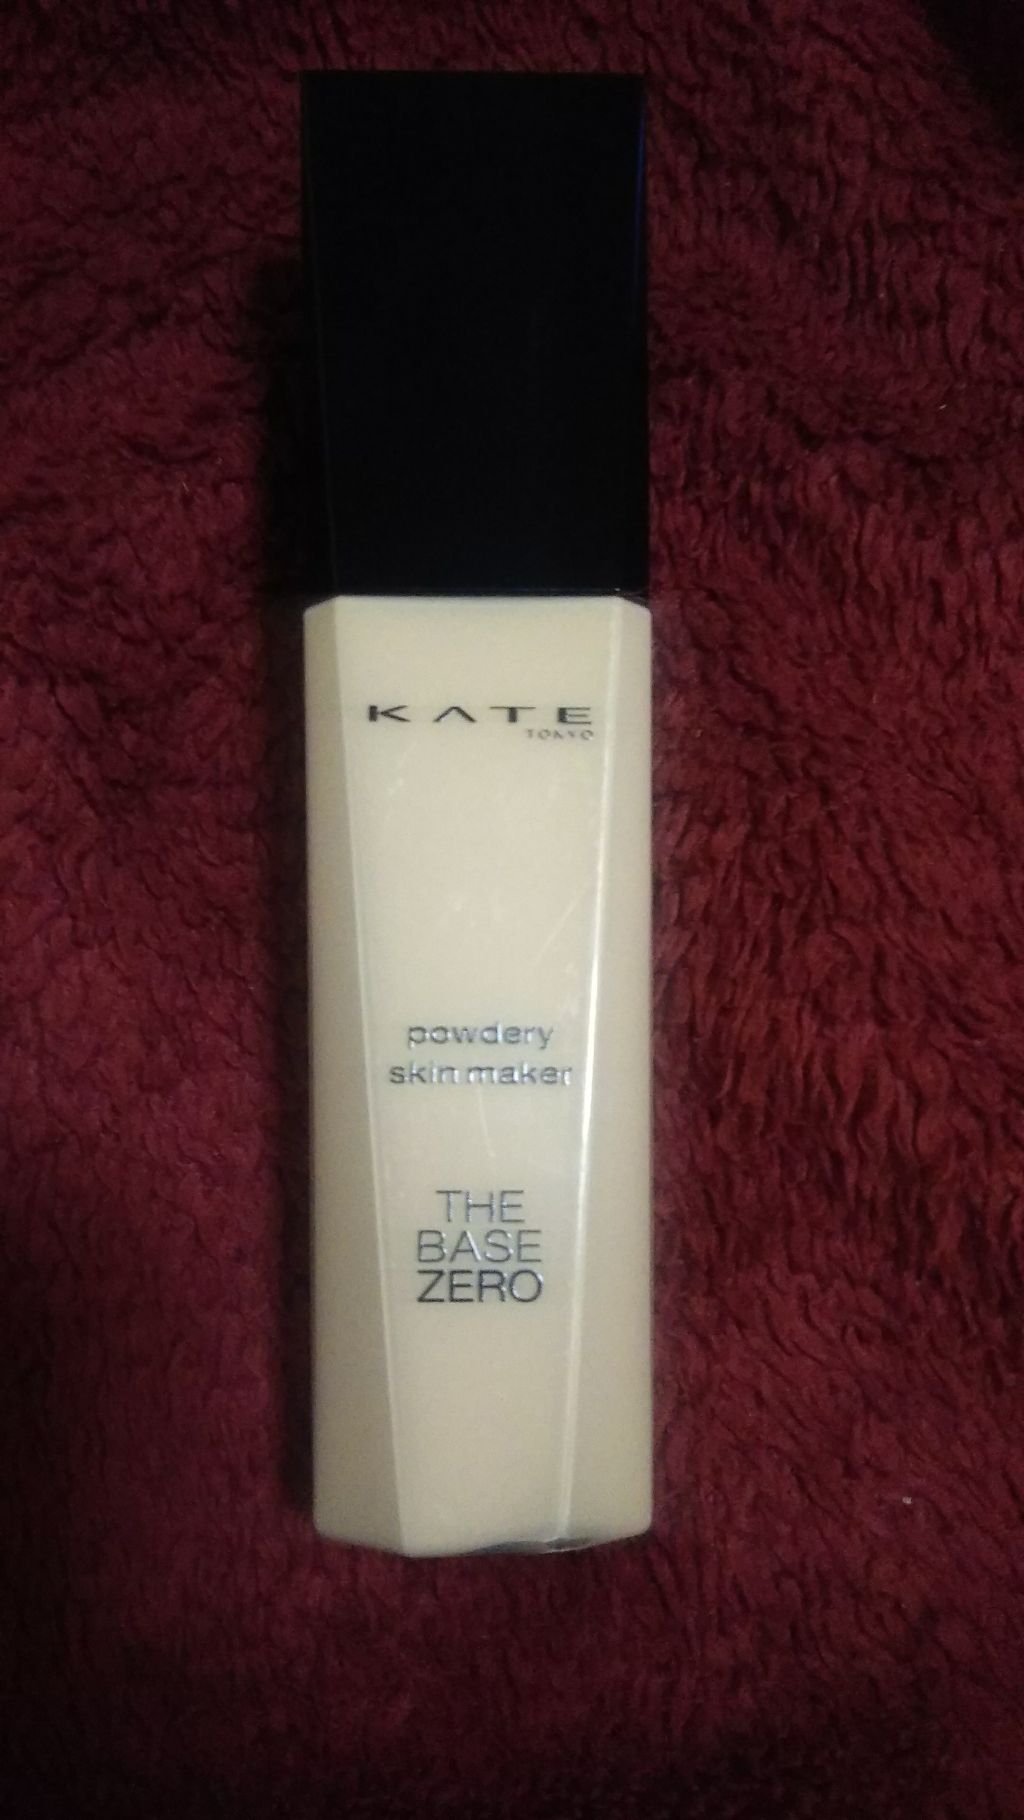 KATE
TOKYO
powdery
skin maker
THE
BASE
ZERO